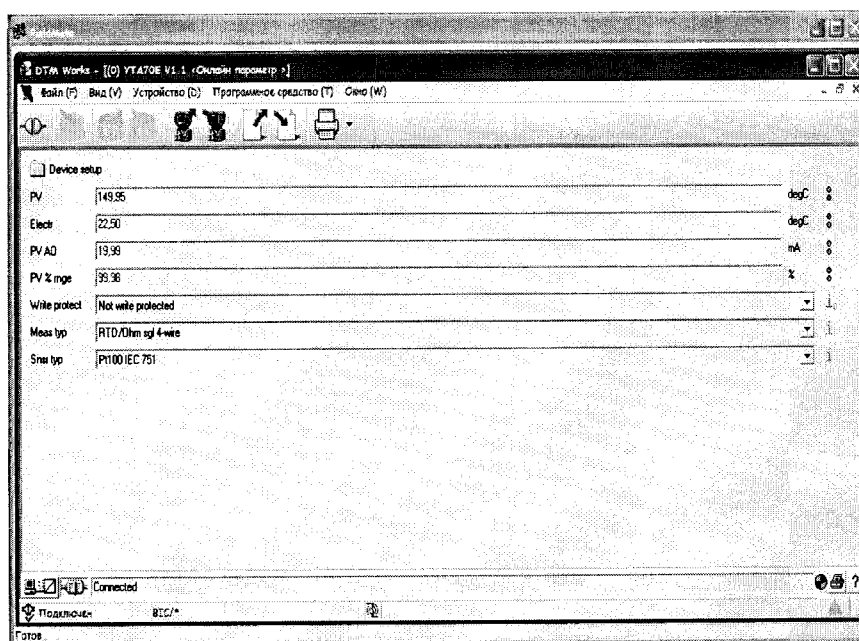 DTM Works - [(0) YTA70E V1.1 <Онлайн параметр >]
Файл (F) Вид (V) Устройство (D) Программное средство (T) Окно (W)
Device setup
PV 149,95 degC
Electr 22,50 degC
PV AO 19,99 mA
PV % rnge 99,98 %
Write protect Not write protected
Meas typ RTD/Ohm sgl 4-wire
Snsr typ Pt100 IEC 751
Connected
Подключен ВТС/*
Готов